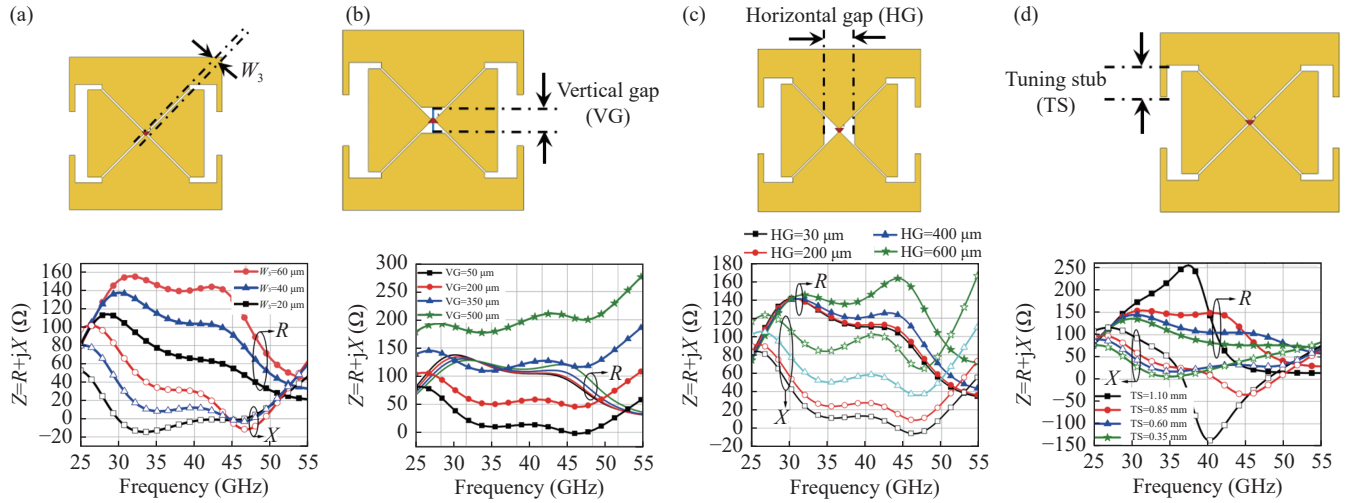 (a)
W₃
(b)
Vertical gap
(VG)
(c)
Horizontal gap (HG)
(d)
Tuning stub
(TS)
Z=R+jX (Ω)
160
140
120
100
80
60
40
20
0
−20
W₃=60 μm
W₃=40 μm
W₃=20 μm
R
X
25 30 35 40 45 50 55
Frequency (GHz)
Z=R+jX (Ω)
300
250
200
150
100
50
0
VG=50 μm
VG=200 μm
VG=350 μm
VG=500 μm
R
25 30 35 40 45 50 55
Frequency (GHz)
HG=30 μm
HG=400 μm
HG=200 μm
HG=600 μm
Z=R+jX (Ω)
180
160
140
120
100
80
60
40
20
0
−20
R
X
25 30 35 40 45 50 55
Frequency (GHz)
Z=R+jX (Ω)
250
200
150
100
50
0
−50
−100
−150
R
X
TS=1.10 mm
TS=0.85 mm
TS=0.60 mm
TS=0.35 mm
25 30 35 40 45 50 55
Frequency (GHz)